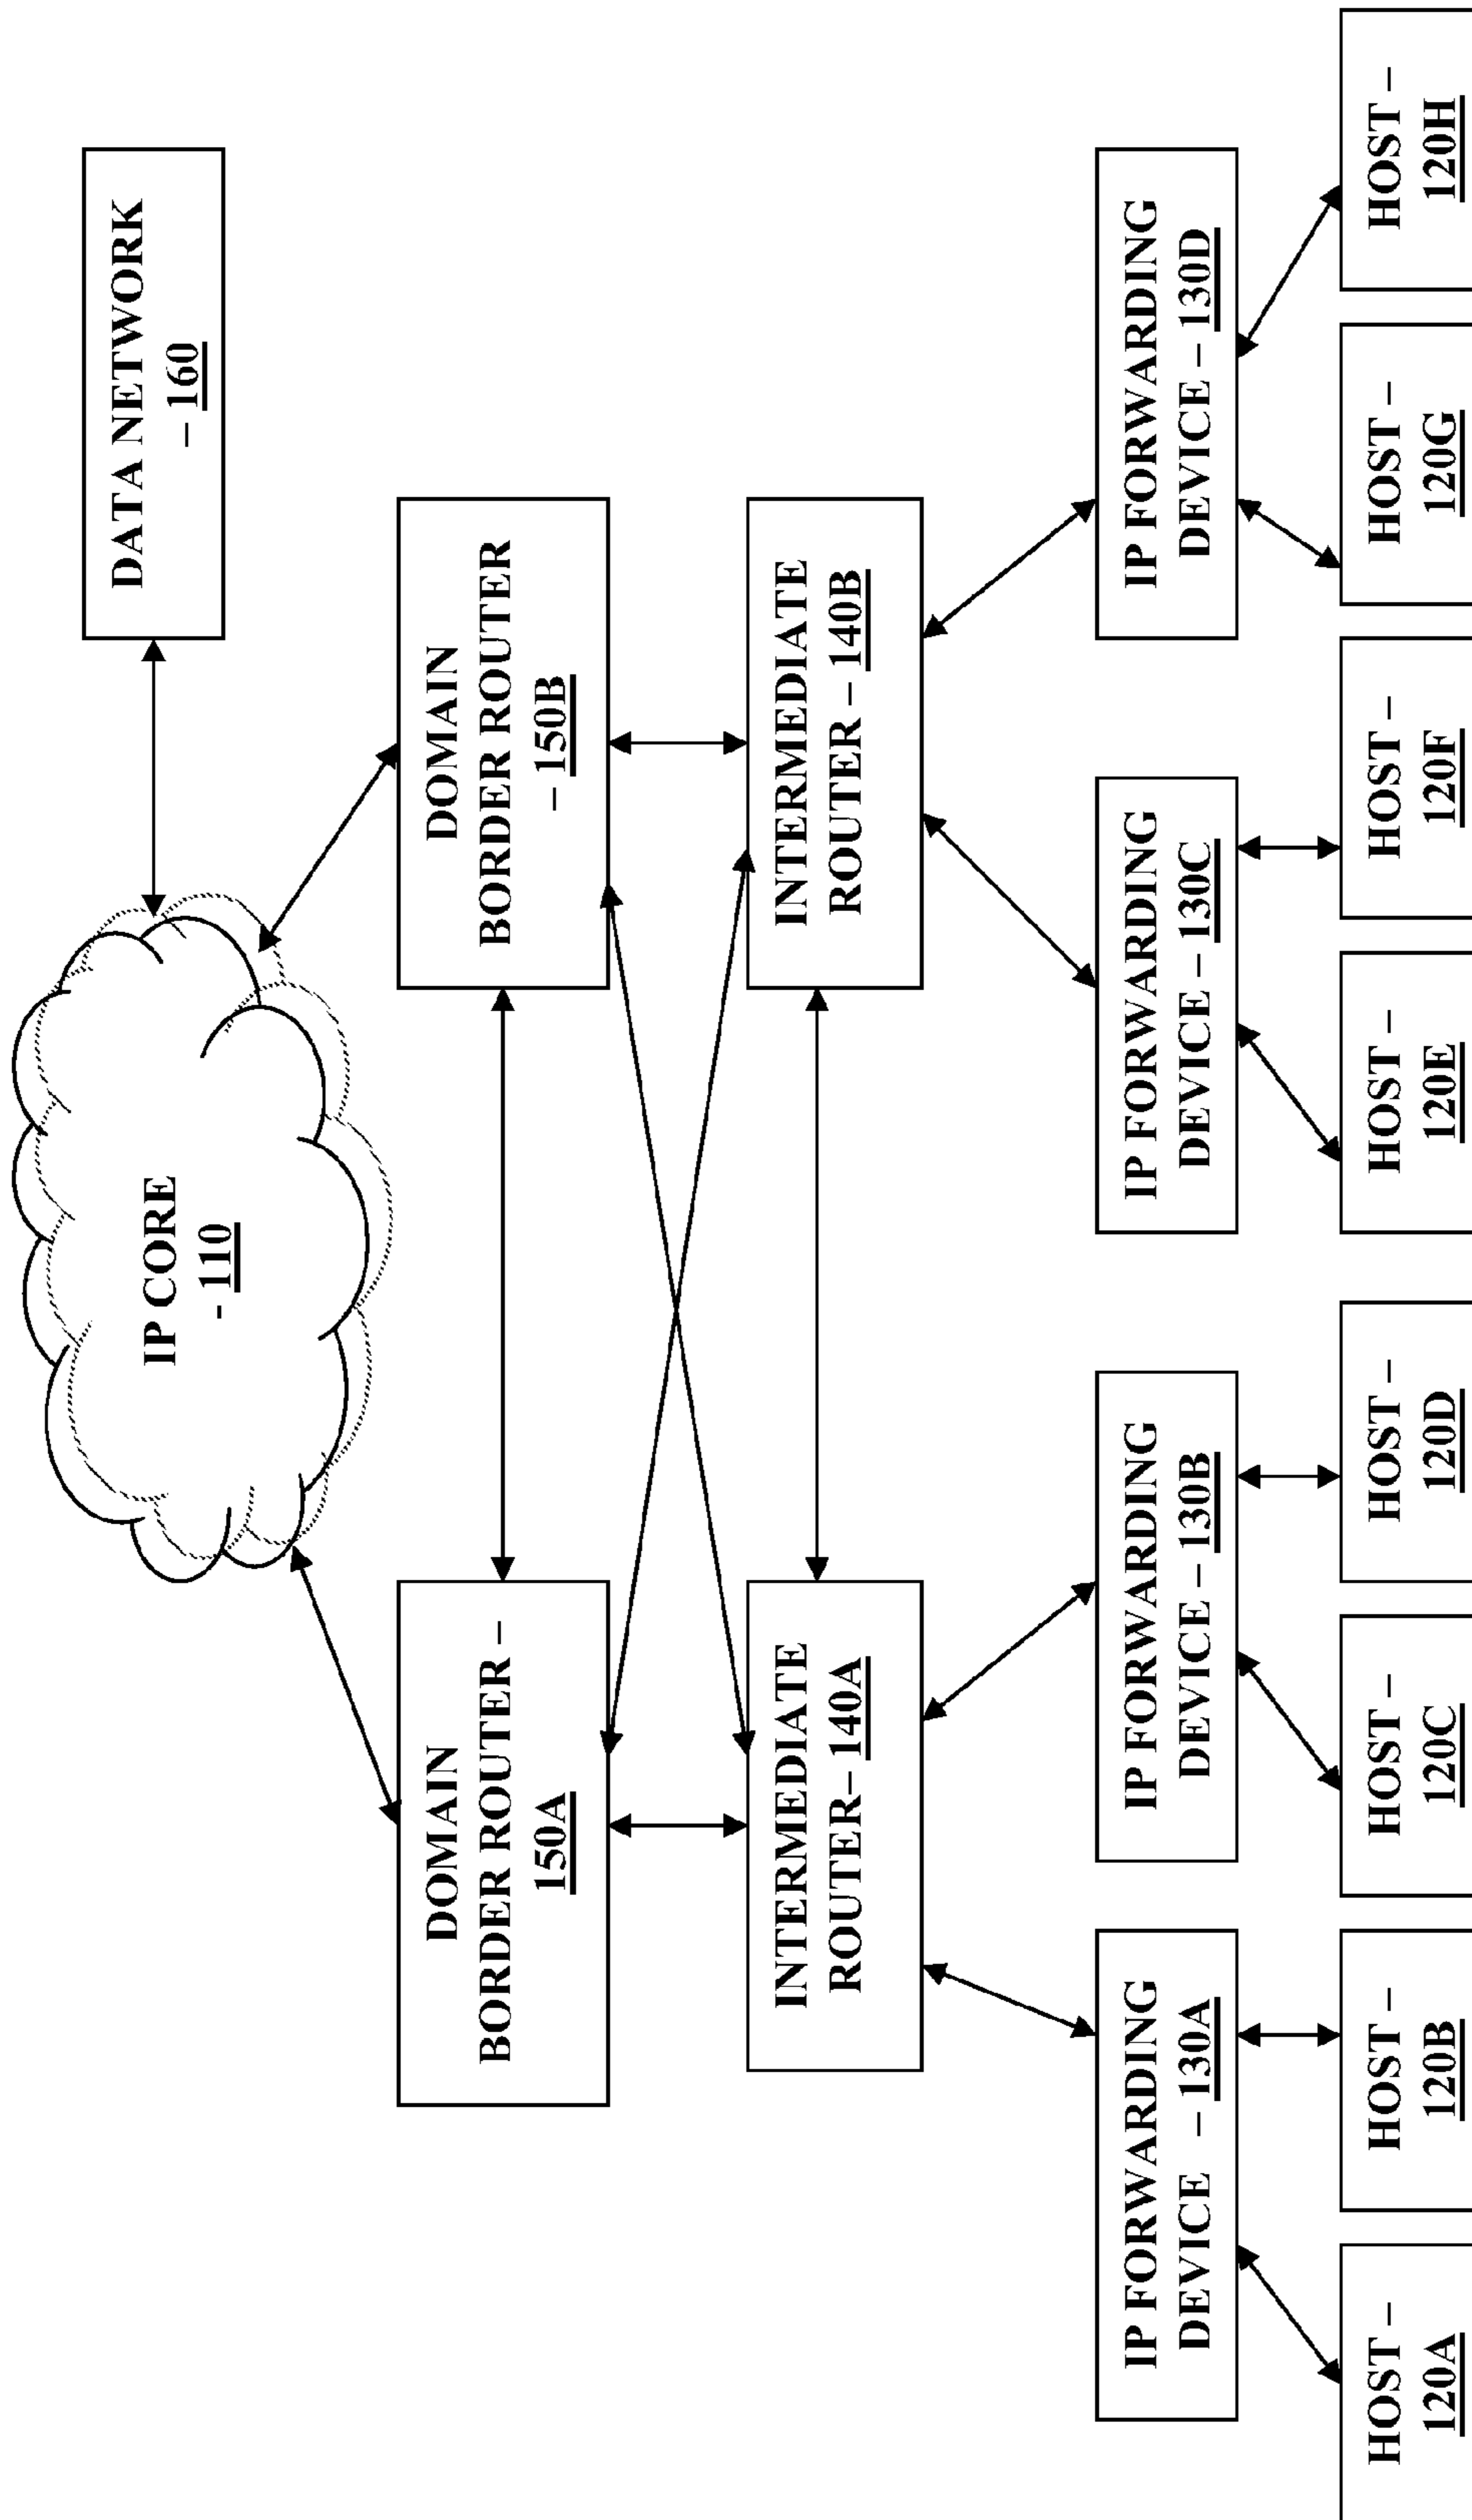 DATA NETWORK
– 160
IP CORE
- 110
DOMAIN
BORDER ROUTER –
150A
DOMAIN
BORDER ROUTER
– 150B
INTERMEDIATE
ROUTER– 140A
INTERMEDIATE
ROUTER – 140B
IP FORWARDING
DEVICE – 130A
IP FORWARDING
DEVICE – 130B
IP FORWARDING
DEVICE – 130C
IP FORWARDING
DEVICE – 130D
HOST –
120A
HOST –
120B
HOST –
120C
HOST –
120D
HOST –
120E
HOST –
120F
HOST –
120G
HOST –
120H